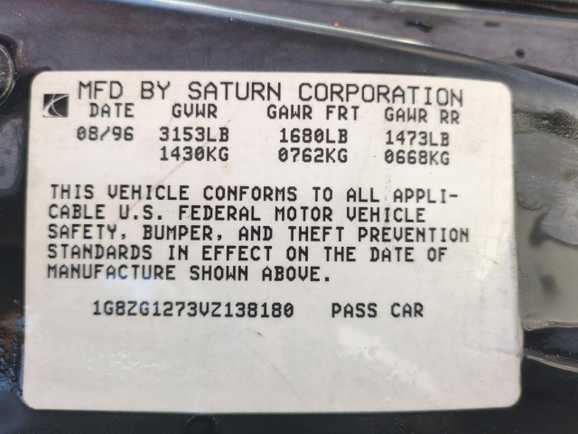 MFD BY SATURN CORPORATION
DATE GVWR GAWR FRT GAWR RR
08/96 3153LB 1680LB 1473LB
1430KG 0762KG 0668KG
THIS VEHICLE CONFORMS TO ALL APPLI-
CABLE U.S. FEDERAL MOTOR VEHICLE
SAFETY, BUMPER, AND THEFT PREVENTION
STANDARDS IN EFFECT ON THE DATE OF
MANUFACTURE SHOWN ABOVE.
1G8ZG1273VZ138180 PASS CAR